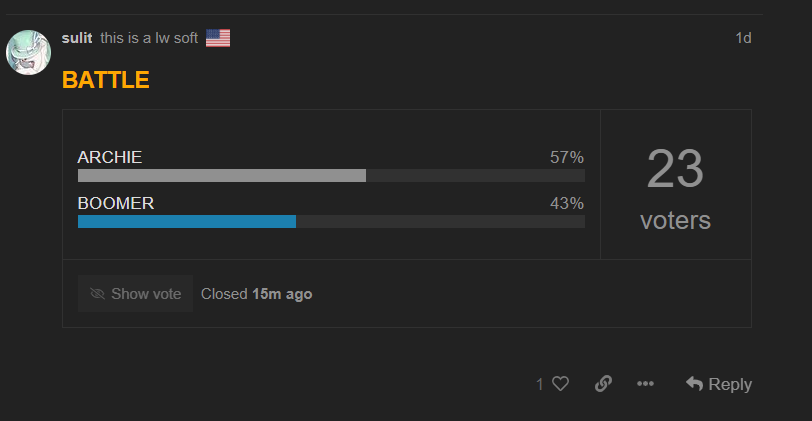 sulit this is a lw soft 1d
BATTLE
ARCHIE 57%
BOOMER 43%
23
voters
Show vote Closed 15m ago
1 Reply